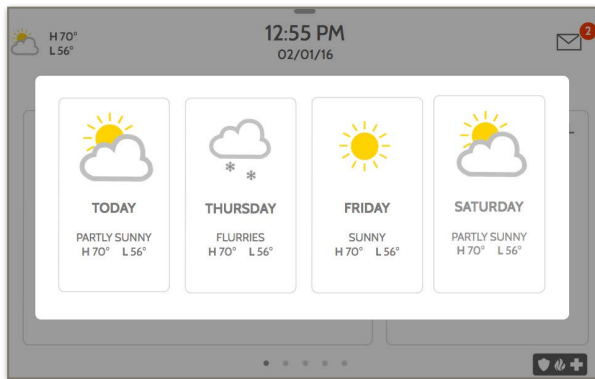 H 70°
L 56°
12:55 PM
02/01/16
2
TODAY
PARTLY SUNNY
H 70° L 56°
THURSDAY
FLURRIES
H 70° L 56°
FRIDAY
SUNNY
H 70° L 56°
SATURDAY
PARTLY SUNNY
H 70° L 56°